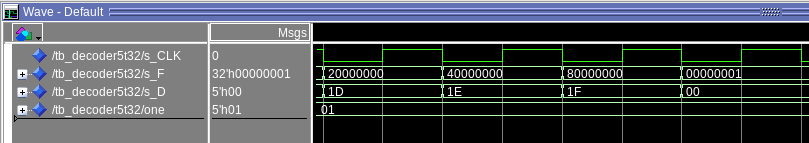 Wave - Default
Msgs
/tb_decoder5t32/s_CLK 0
/tb_decoder5t32/s_F 32'h00000001 20000000 40000000 80000000 00000001
/tb_decoder5t32/s_D 5'h00 1D 1E 1F 00
/tb_decoder5t32/one 5'h01 01